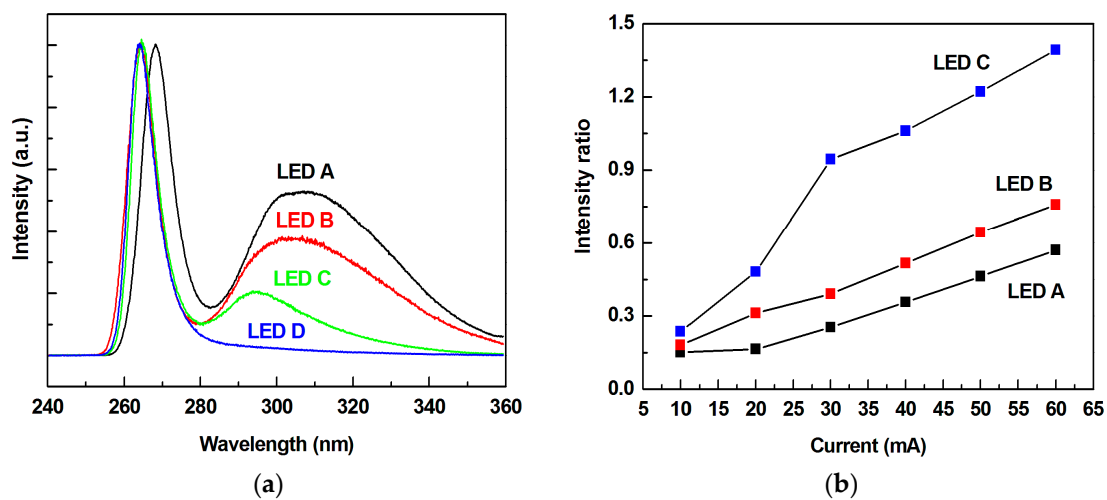 Intensity (a.u.)
LED A
LED B
LED C
LED D
240 260 280 300 320 340 360
Wavelength (nm)
(a)
Intensity ratio
1.5
1.2
0.9
0.6
0.3
0.0
LED C
LED B
LED A
5 10 15 20 25 30 35 40 45 50 55 60 65
Current (mA)
(b)